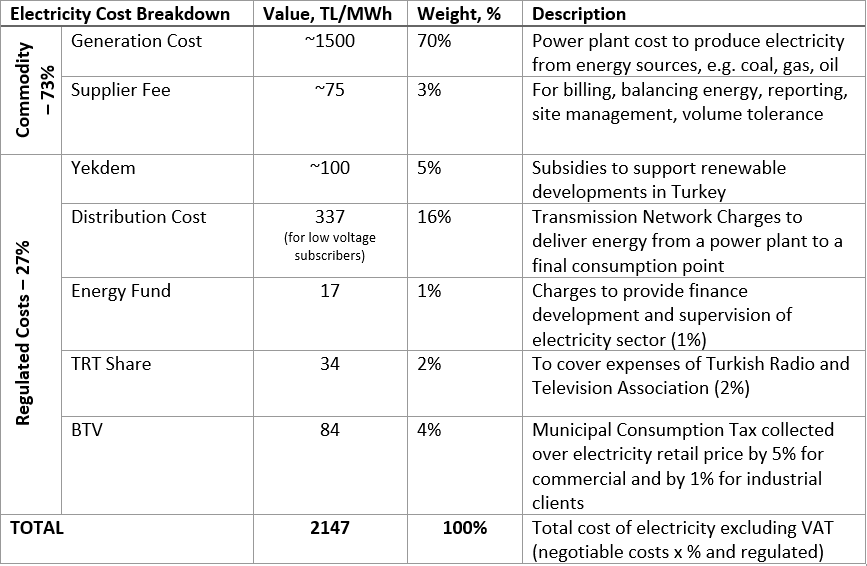 Electricity Cost Breakdown Value, TL/MWh Weight, % Description
Commodity
– 73%
Generation Cost ~1500 70% Power plant cost to produce electricity
from energy sources, e.g. coal, gas, oil
Supplier Fee ~75 3% For billing, balancing energy, reporting,
site management, volume tolerance
Regulated Costs – 27%
Yekdem ~100 5% Subsidies to support renewable
developments in Turkey
Distribution Cost 337 16% Transmission Network Charges to
(for low voltage deliver energy from a power plant to a
subscribers) final consumption point
Energy Fund 17 1% Charges to provide finance
development and supervision of
electricity sector (1%)
TRT Share 34 2% To cover expenses of Turkish Radio and
Television Association (2%)
BTV 84 4% Municipal Consumption Tax collected
over electricity retail price by 5% for
commercial and by 1% for industrial
clients
TOTAL 2147 100% Total cost of electricity excluding VAT
(negotiable costs x % and regulated)